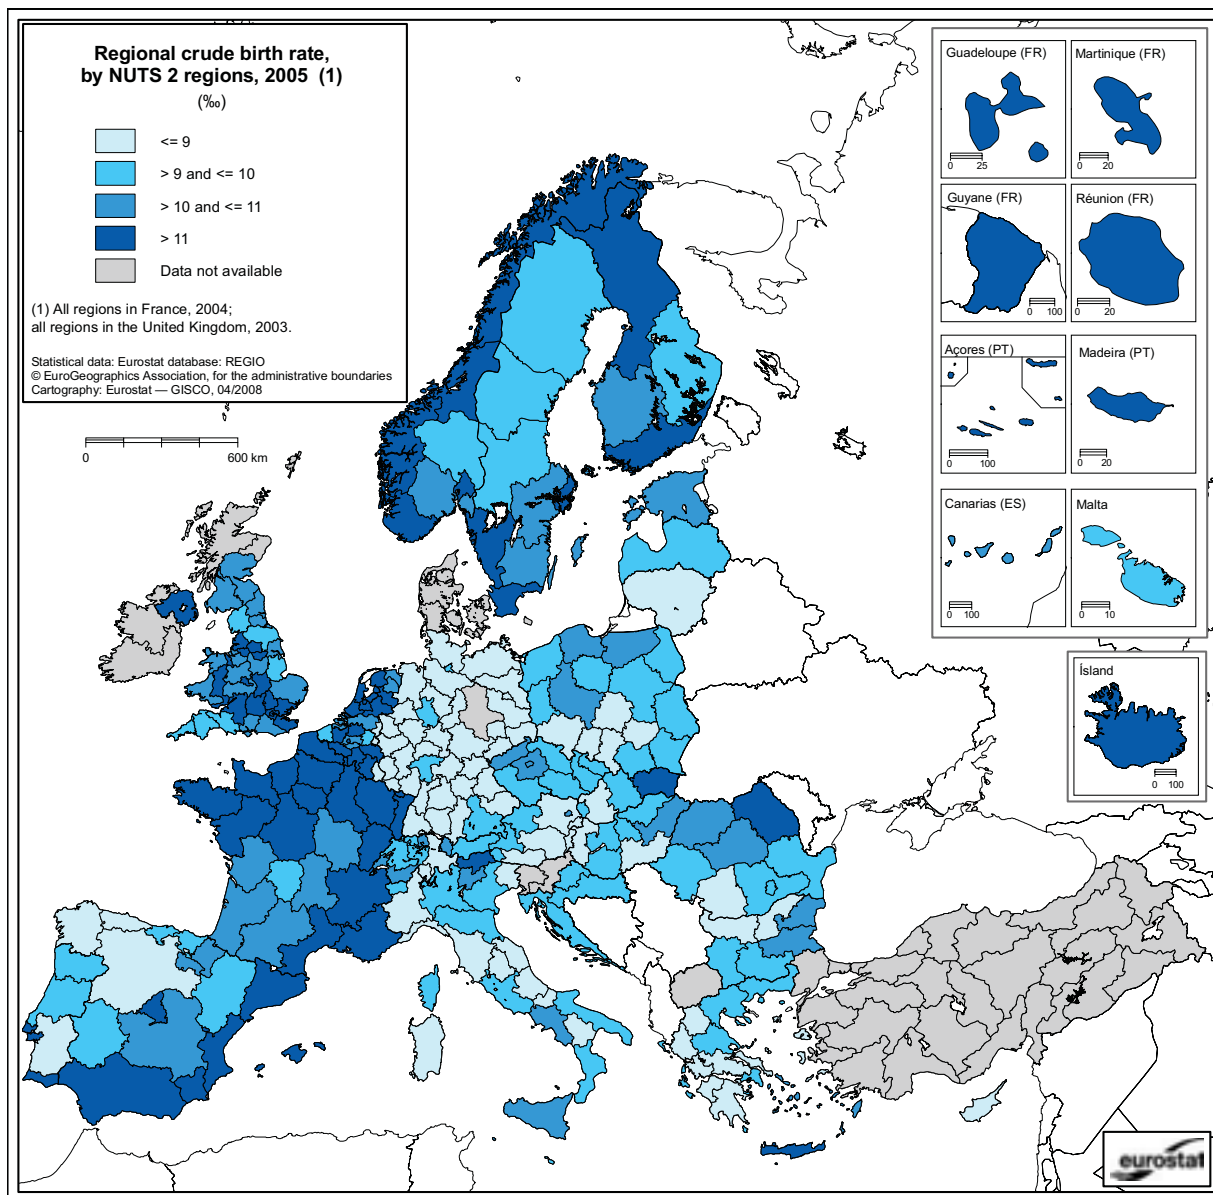 Regional crude birth rate,
by NUTS 2 regions, 2005 (1)
(‰)
<= 9
> 9 and <= 10
> 10 and <= 11
> 11
Data not available
(1) All regions in France, 2004;
all regions in the United Kingdom, 2003.
Statistical data: Eurostat database: REGIO
© EuroGeographics Association, for the administrative boundaries
Cartography: Eurostat — GISCO, 04/2008
0 600 km
Guadeloupe (FR)
0 25
Martinique (FR)
0 20
Guyane (FR)
0 100
Réunion (FR)
0 20
Açores (PT)
0 100
Madeira (PT)
0 20
Canarias (ES)
0 100
Malta
0 10
Ísland
0 100
eurostat